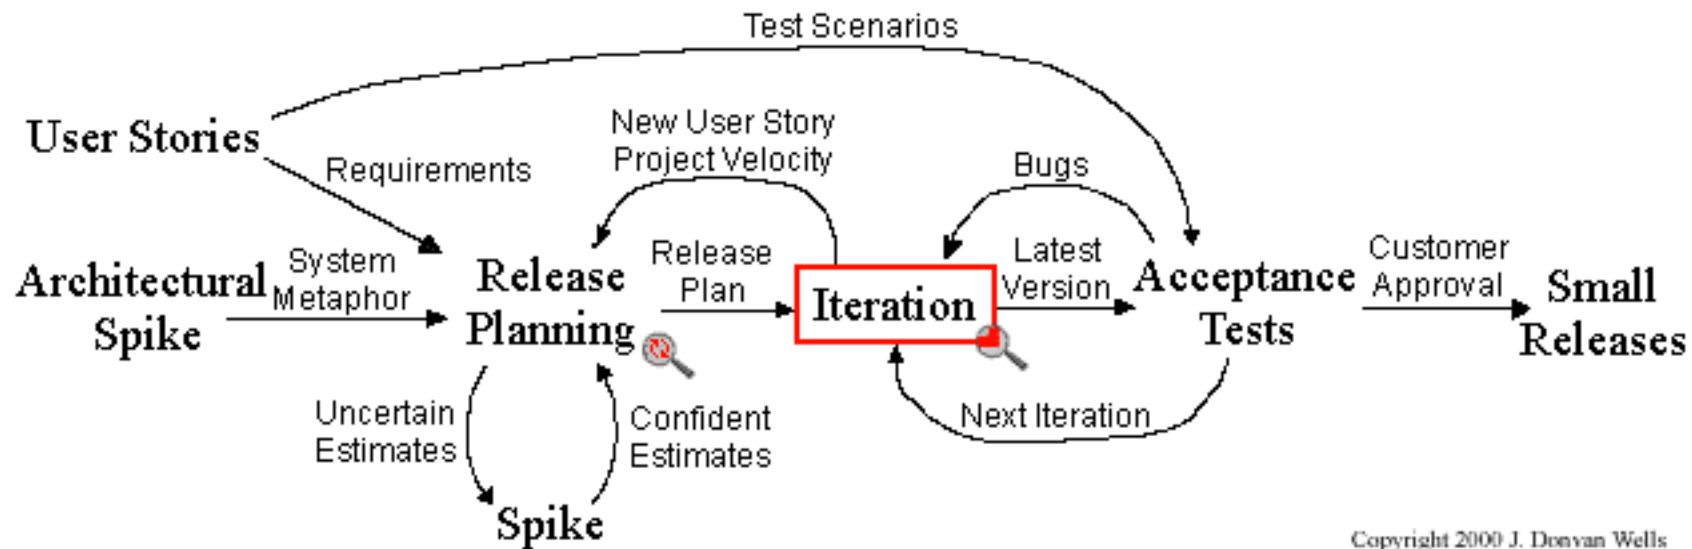 Test Scenarios
User Stories
New User Story
Project Velocity
Requirements
Bugs
Architectural
Spike
System
Metaphor
Release
Planning
Release
Plan
Iteration
Latest
Version
Acceptance
Tests
Customer
Approval
Small
Releases
Uncertain
Estimates
Confident
Estimates
Next Iteration
Spike
Copyright 2000 J. Donvan Wells